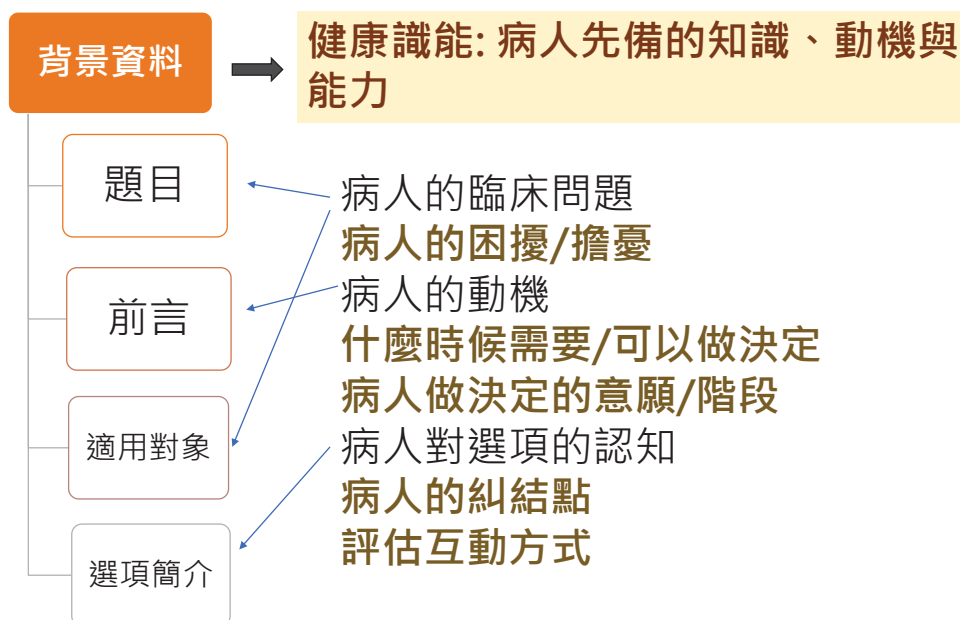 背景資料
健康識能: 病人先備的知識、動機與
能力
題目
病人的臨床問題
病人的困擾/擔憂
前言
病人的動機
什麼時候需要/可以做決定
病人做決定的意願/階段
適用對象
病人對選項的認知
病人的糾結點
評估互動方式
選項簡介